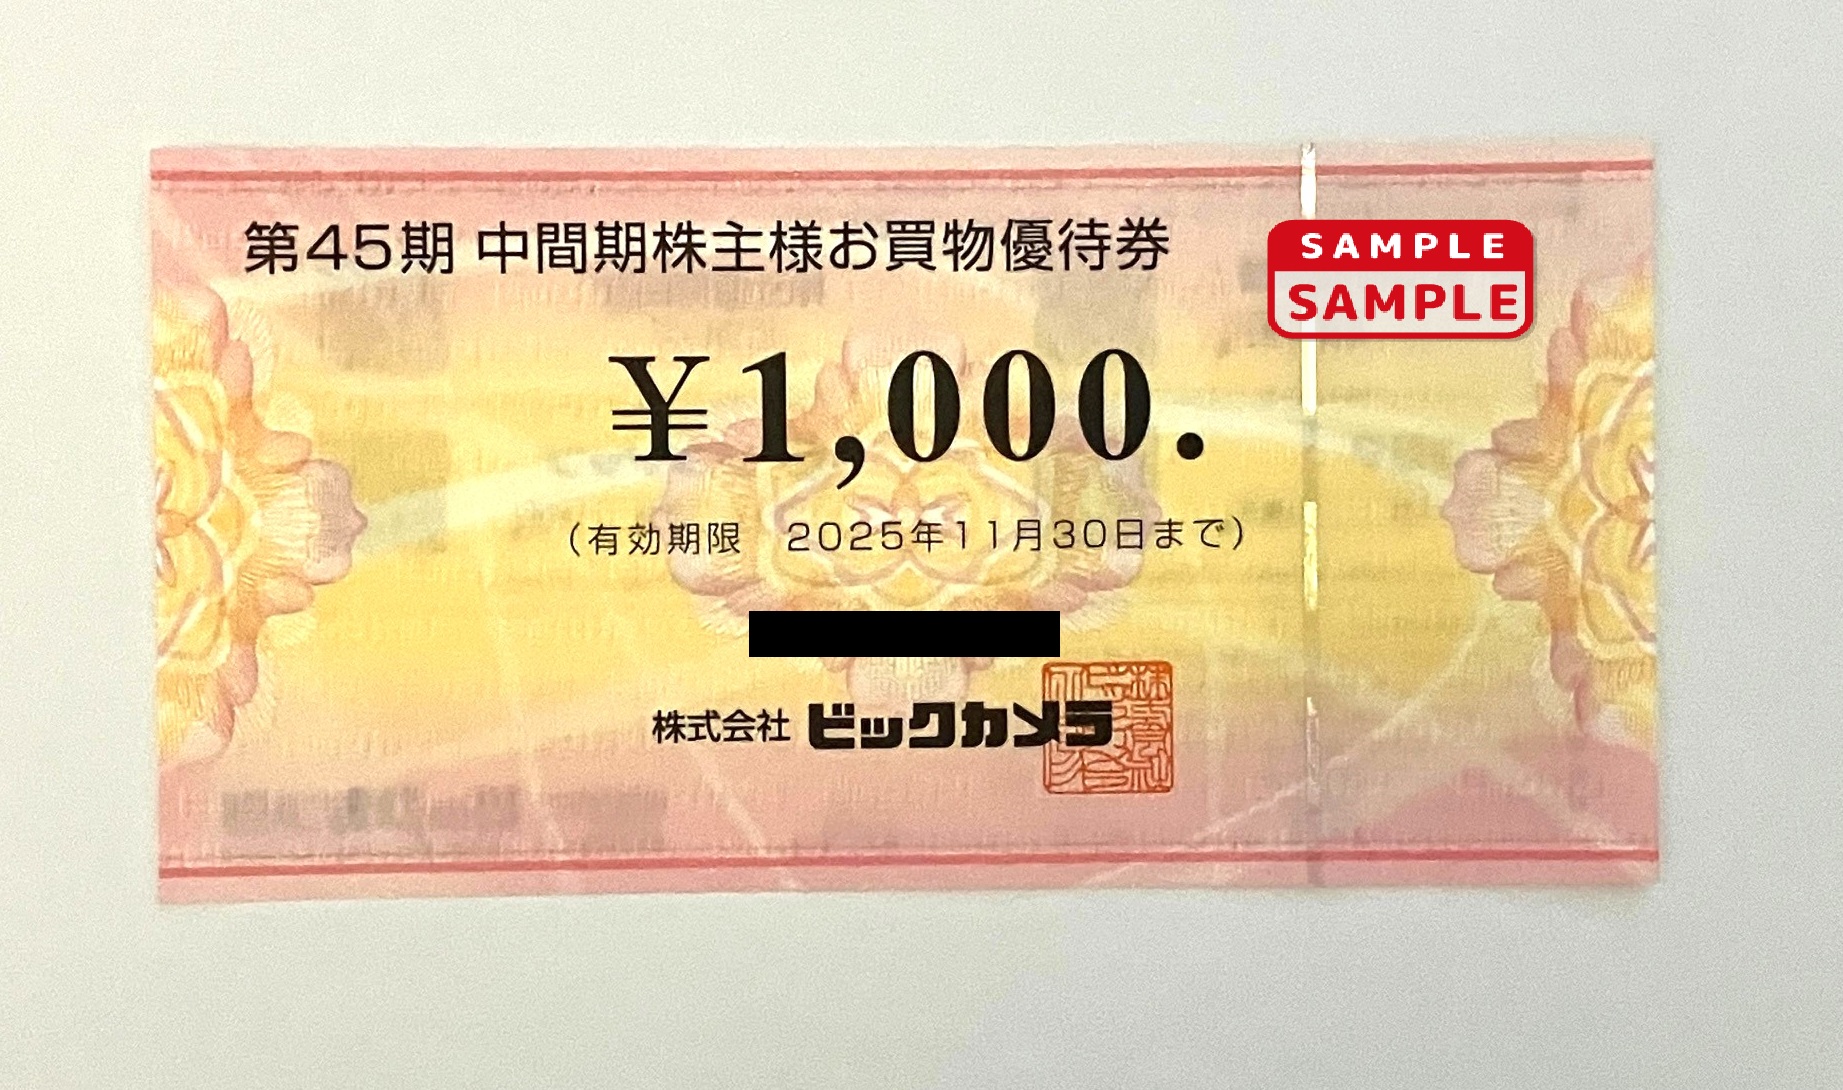 第45期 中間期株主様お買物優待券
SAMPLE
SAMPLE
¥1,000.
（有効期限　2025年11月30日まで）
株式会社 ビックカメラ